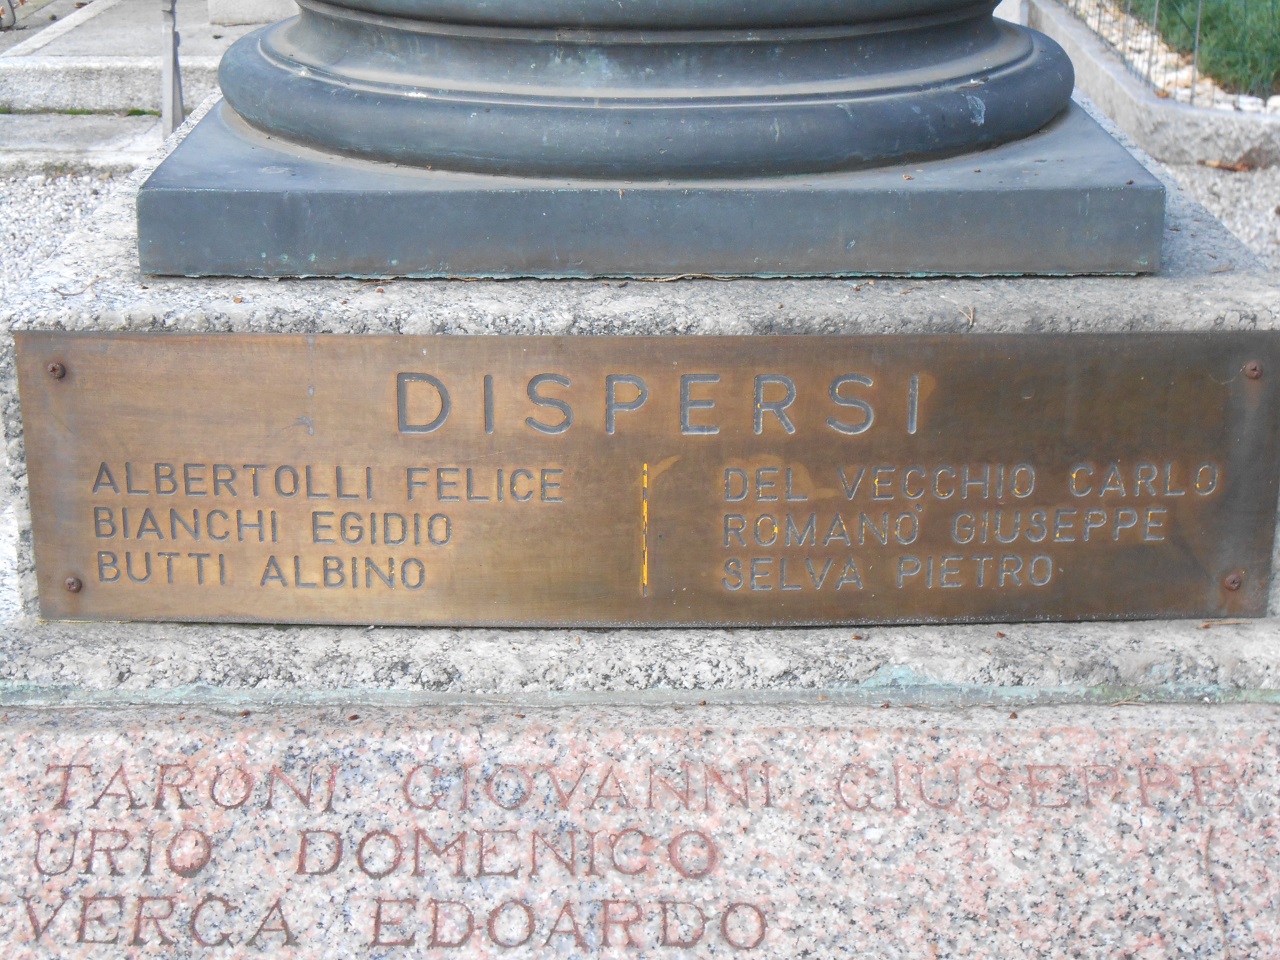 DISPERSI
ALBERTOLLI FELICE
BIANCHI EGIDIO
BUTTI ALBINO
DEL VECCHIO CARLO
ROMANO' GIUSEPPE
SELVA PIETRO
TARONI GIOVANNI GIUSEPPE
URIO DOMENICO
VERGA EDOARDO